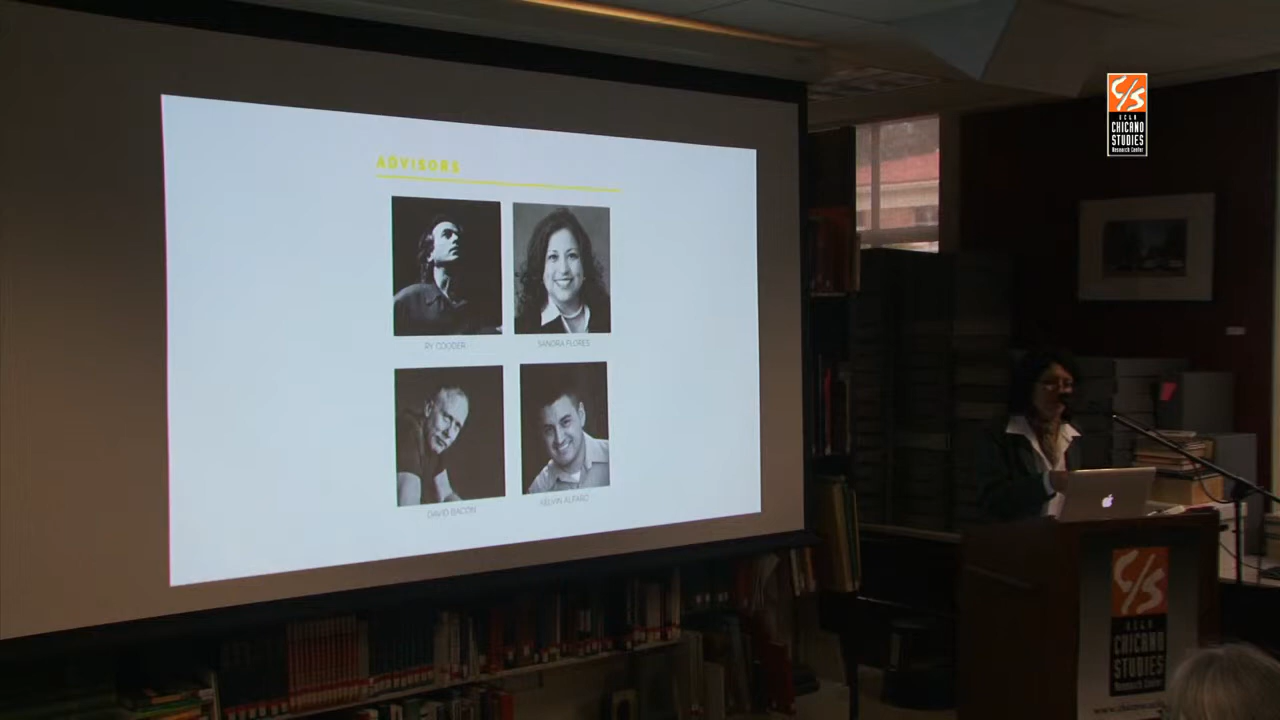 ADVISORS
RY COODER
SANDRA FLORES
DAVID BACON
KELVIN ALFARO
UCLA
CHICANO
STUDIES
Research Center
UCLA
CHICANO
STUDIES
Research Center